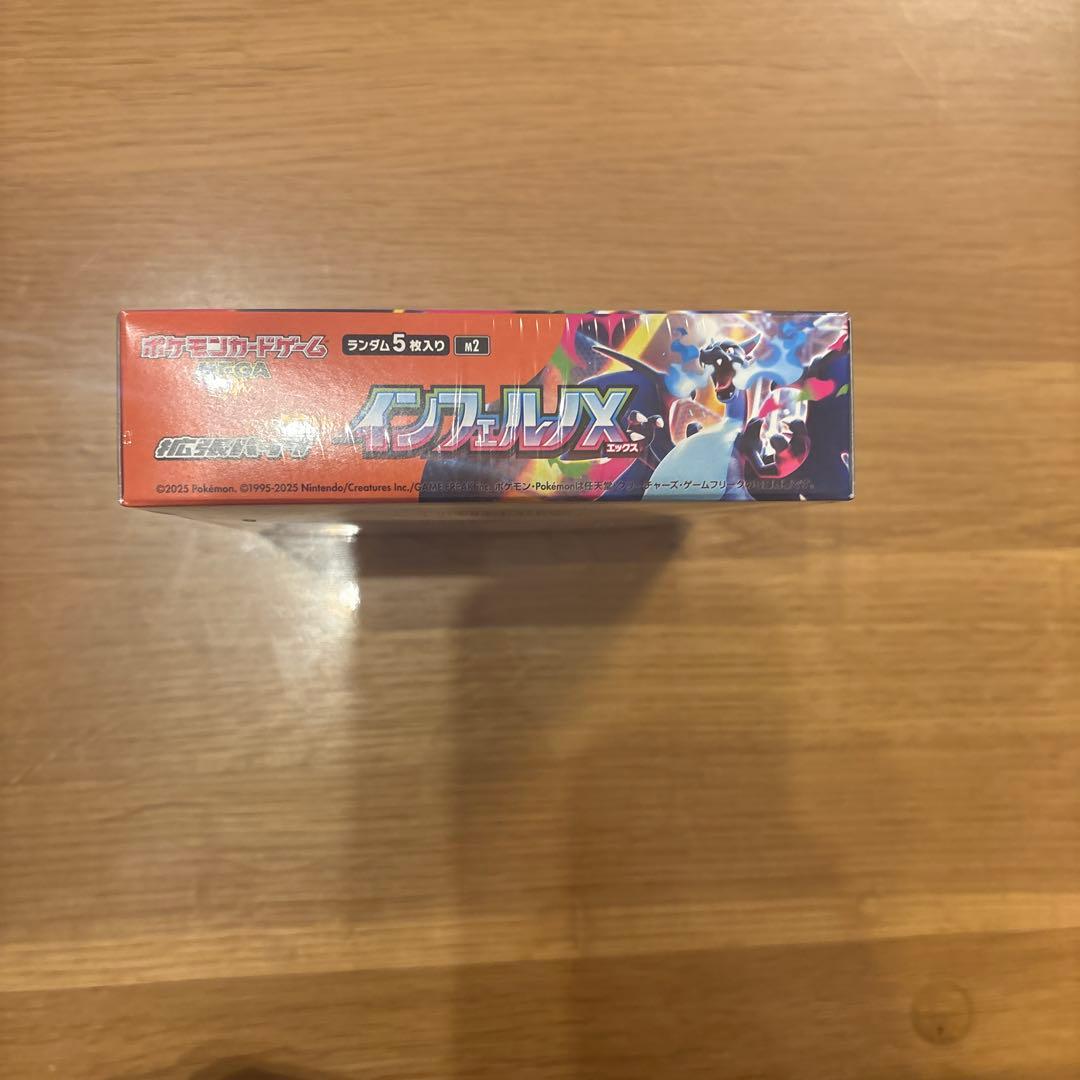 ポケモンカードゲーム
MEGA
ランダム5枚入り
M2
拡張パック
インフェルノX
エックス
©2025 Pokémon. ©1995-2025 Nintendo/Creatures Inc./GAME FREAK inc. ポケモン・Pokémonは任天堂・クリーチャーズ・ゲームフリークの登録商標です。